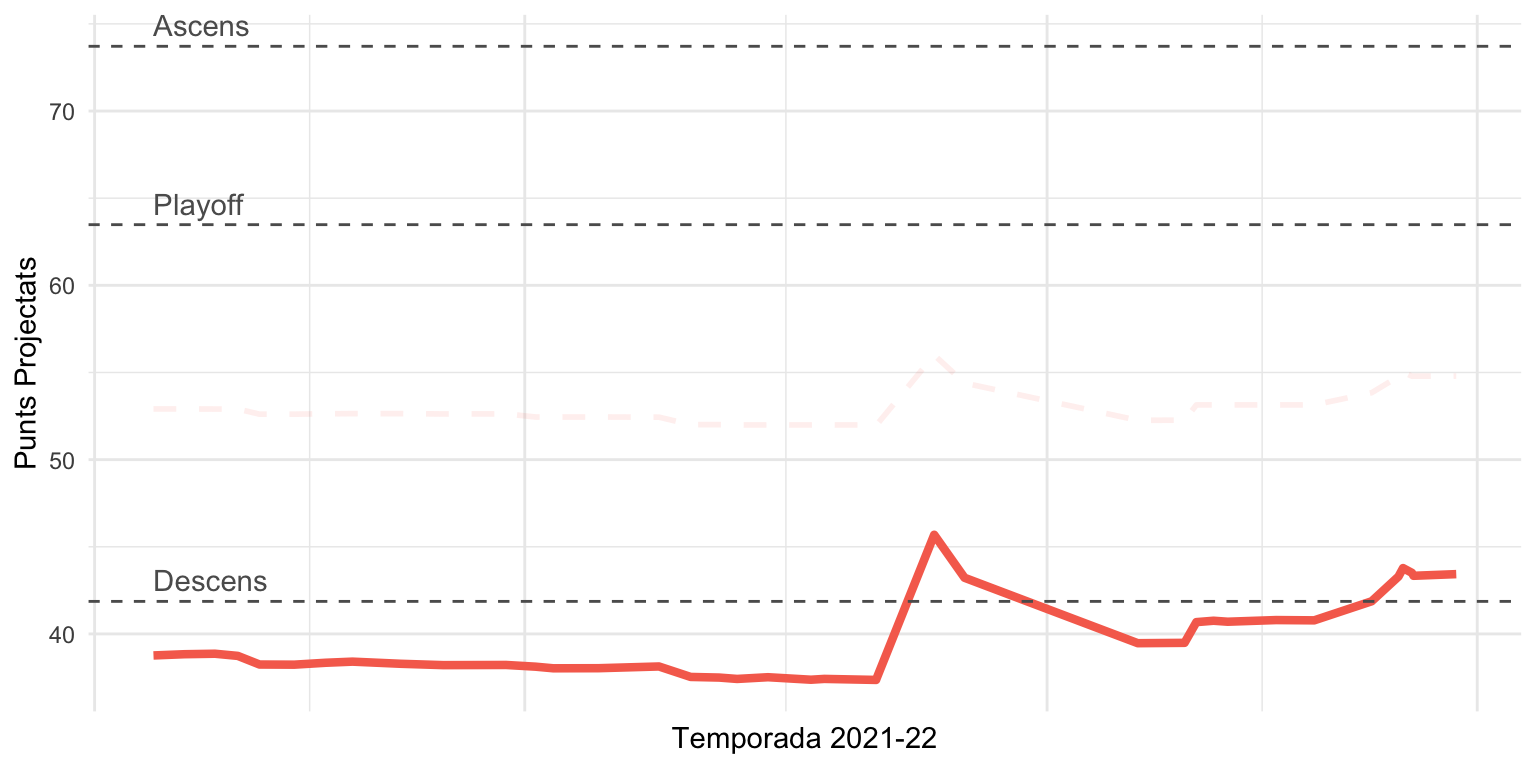 Ascens
70
Playoff
60
50
Descens
40
Punts Projectats
Temporada 2021-22